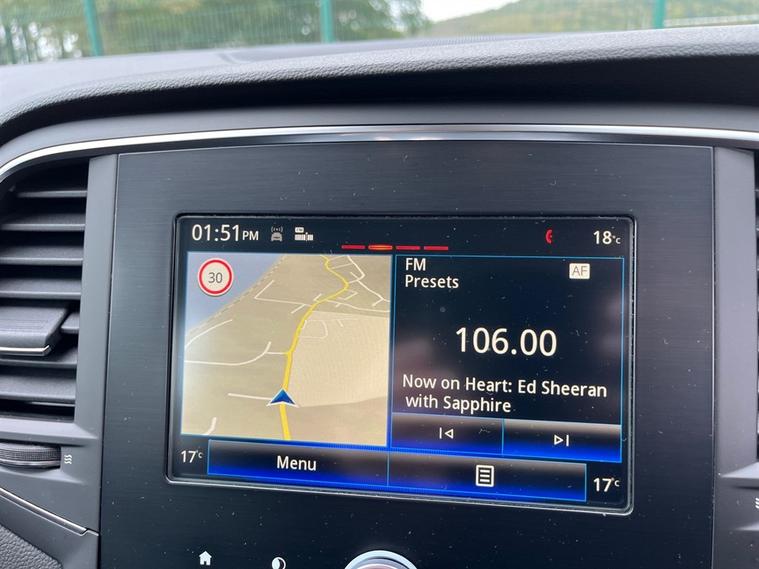 01:51PM
18°c
30
FM
Presets
AF
106.00
Now on Heart: Ed Sheeran
with Sapphire
17°c
Menu
17°c